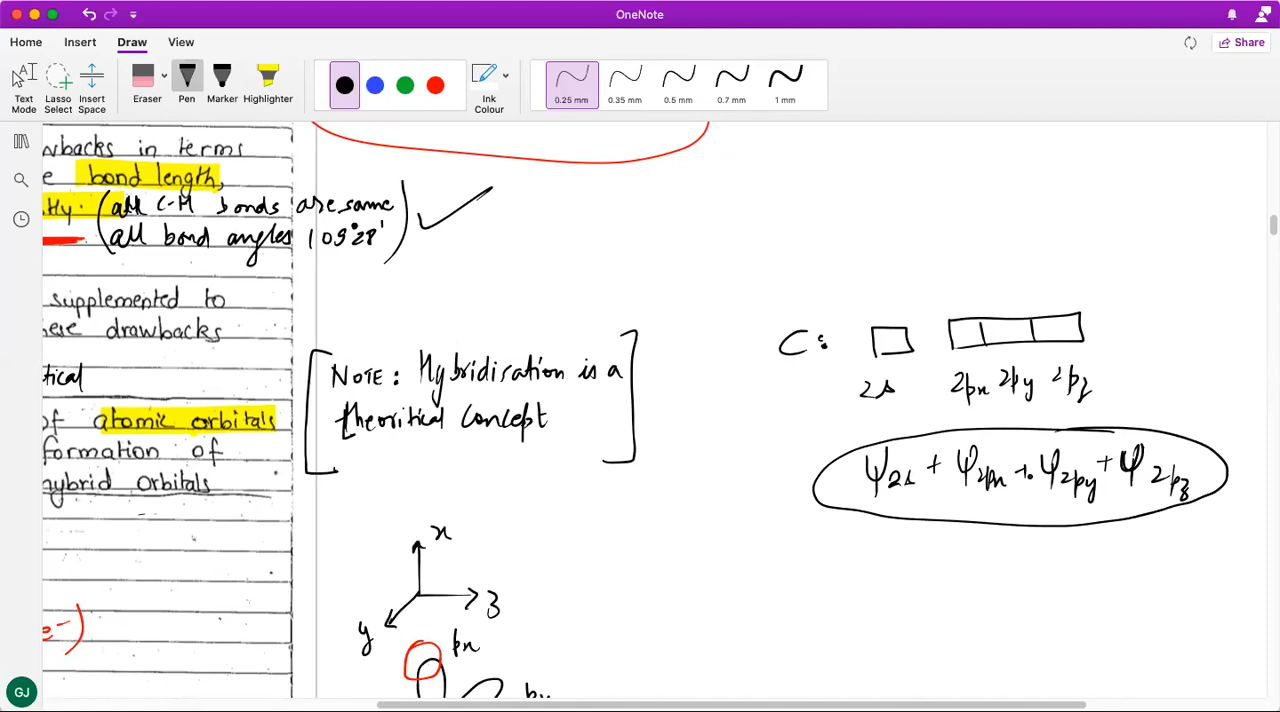 OneNote
Home Insert Draw View
Share
Text Mode
Lasso Select
Insert Space
Eraser
Pen
Marker
Highlighter
Ink Colour
0.25 mm
0.35 mm
0.5 mm
0.7 mm
1 mm
wbacks in terms
e bond length,
.Hy. (all C-H bonds are same
all bond angles 109°28')
supplemented to
here drawbacks
tical
of atomic orbitals
formation of
hybrid orbitals
e-)
[NOTE: Hybridisation is a
theoritical concept]
C:
2s 2px 2py 2pz
ψ2s + ψ2px + ψ2py + ψ2pz
x
z
y
px
GJ